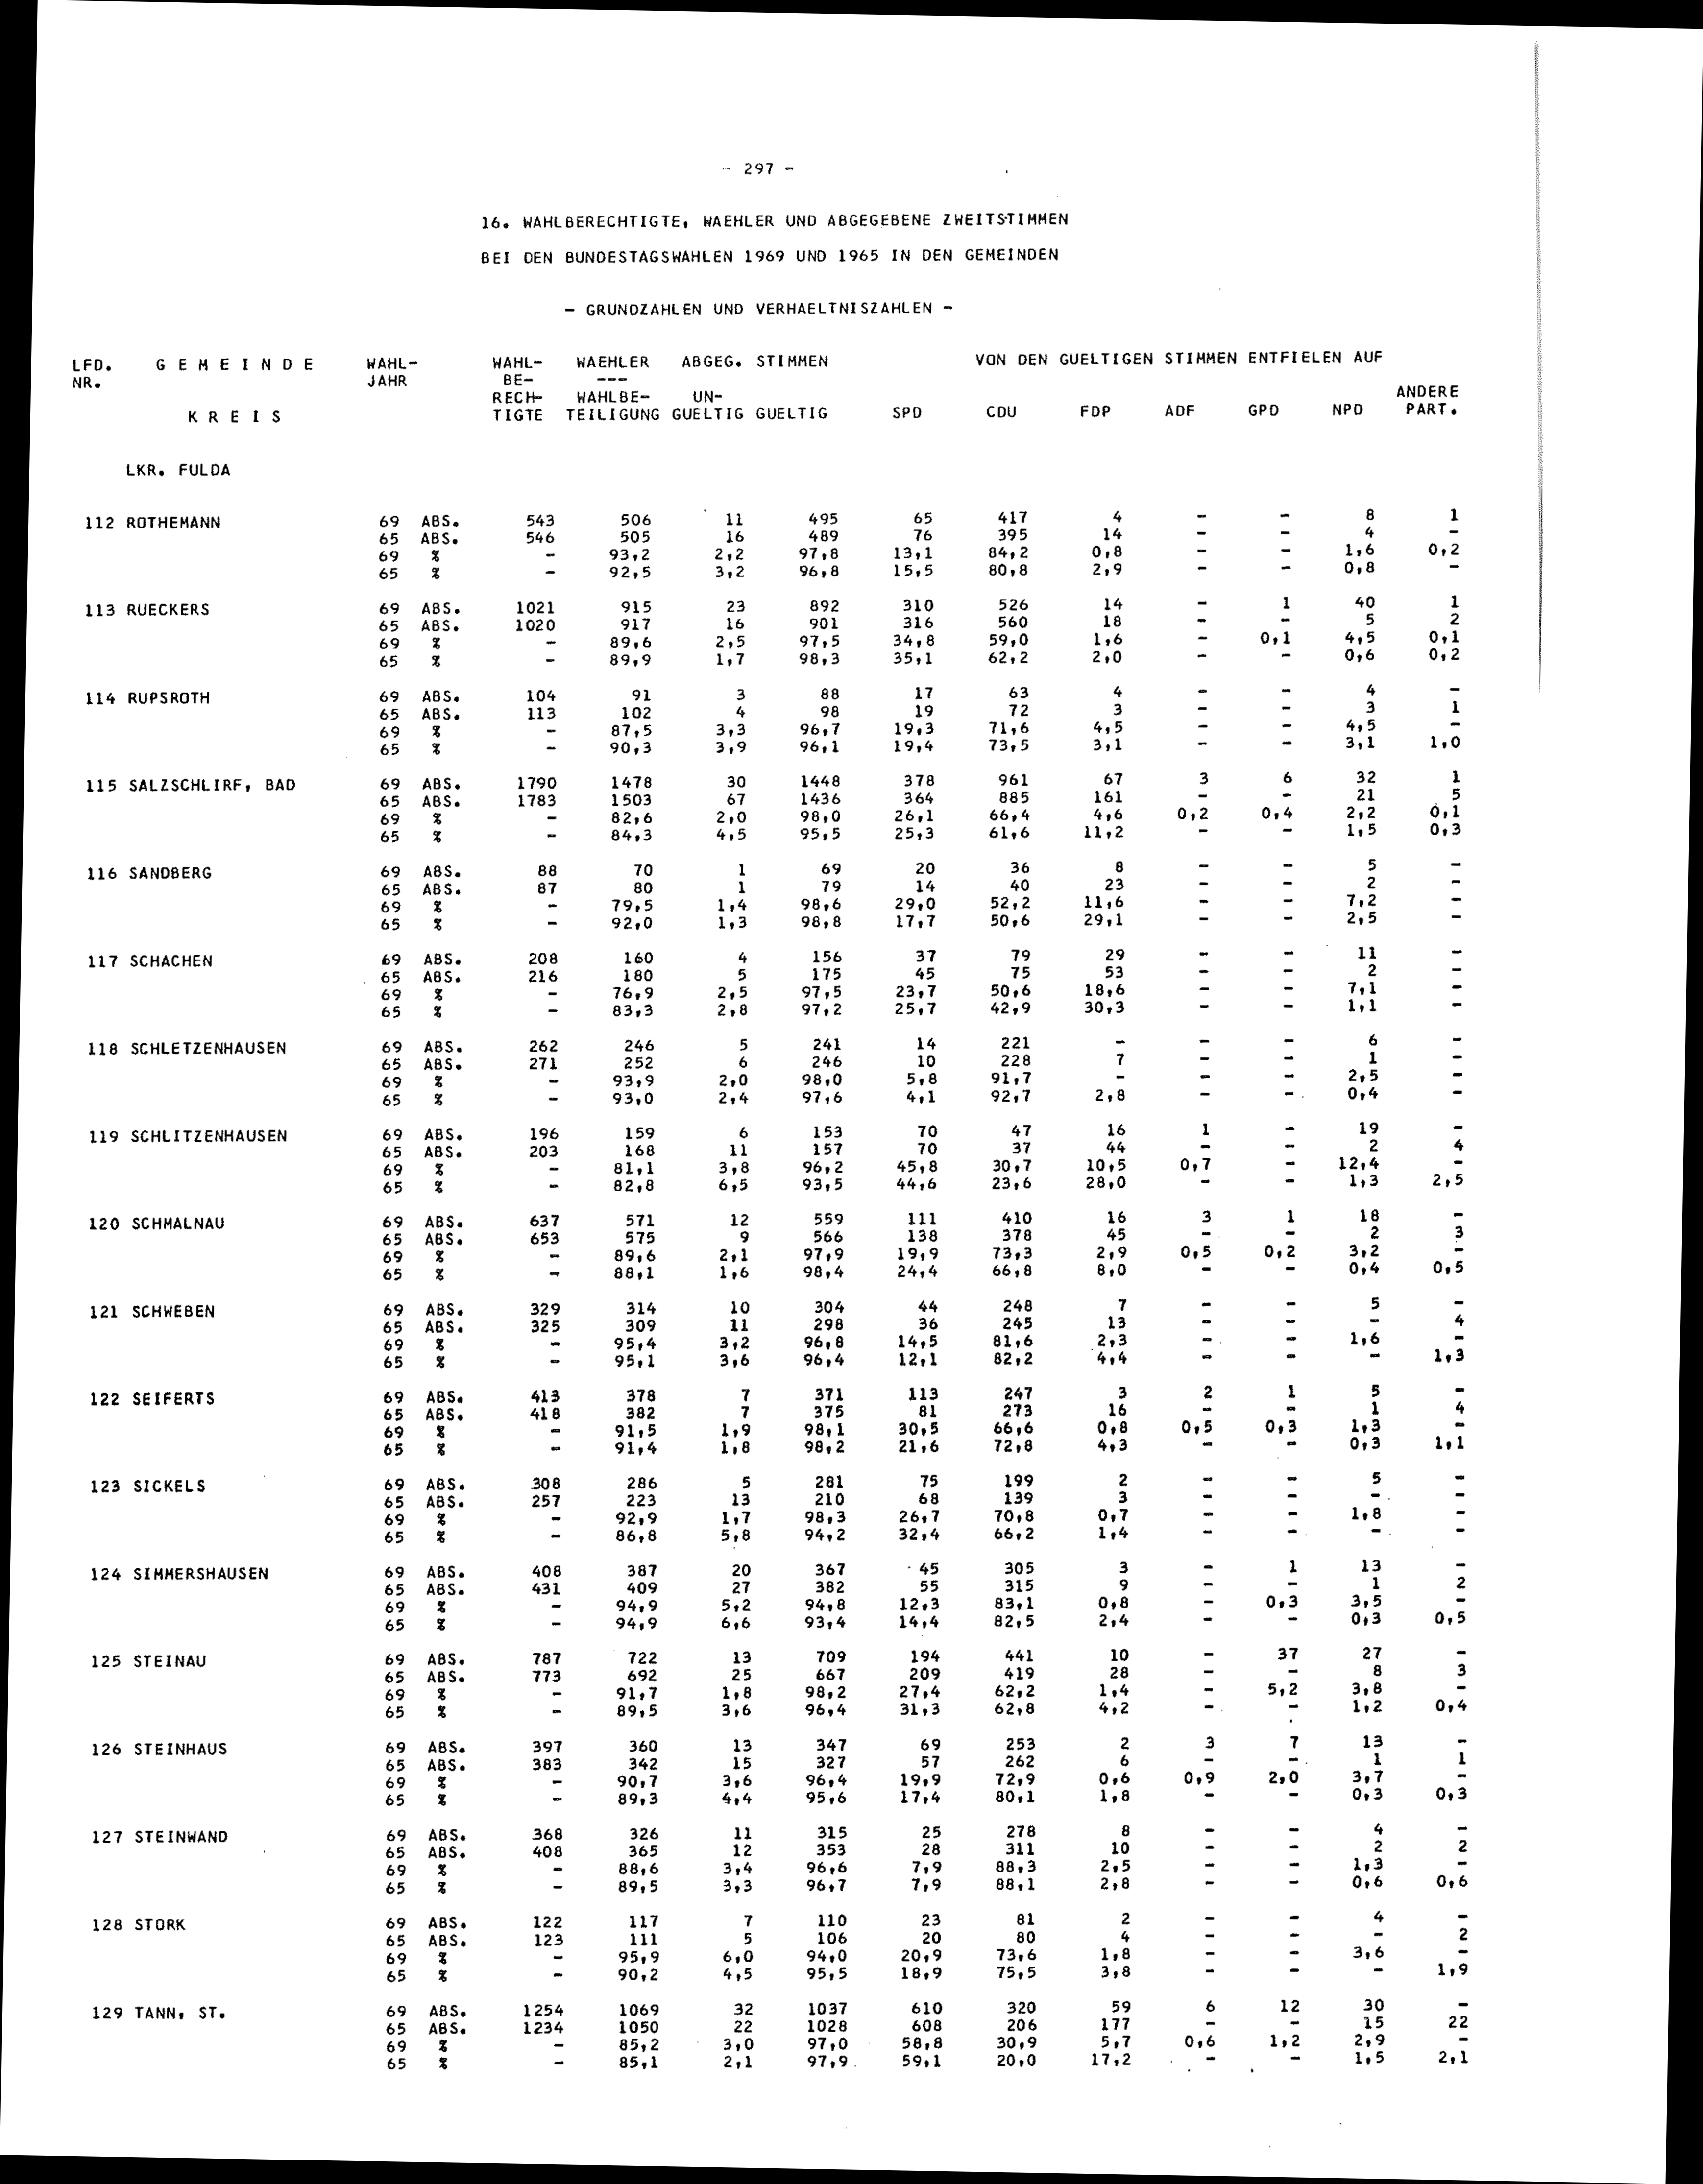 - 297 -
16. WAHLBERECHTIGTE, WAEHLER UND ABGEGEBENE ZWEITSTIMMEN
BEI DEN BUNDESTAGSWAHLEN 1969 UND 1965 IN DEN GEMEINDEN
- GRUNDZAHLEN UND VERHAELTNISZAHLEN -
LFD. G E M E I N D E WAHL- WAHL- WAEHLER ABGEG. STIMMEN VON DEN GUELTIGEN STIMMEN ENTFIELEN AUF
NR. JAHR BE- ---
RECH- WAHLBE- UN- ANDERE
K R E I S TIGTE TEILIGUNG GUELTIG GUELTIG SPD CDU FDP ADF GPD NPD PART.
LKR. FULDA
112 ROTHEMANN 69 ABS. 543 506 11 495 65 417 4 - - 8 1
65 ABS. 546 505 16 489 76 395 14 - - 4 -
69 % - 93,2 2,2 97,8 13,1 84,2 0,8 - - 1,6 0,2
65 % - 92,5 3,2 96,8 15,5 80,8 2,9 - - 0,8 -
113 RUECKERS 69 ABS. 1021 915 23 892 310 526 14 - 1 40 1
65 ABS. 1020 917 16 901 316 560 18 - - 5 2
69 % - 89,6 2,5 97,5 34,8 59,0 1,6 - 0,1 4,5 0,1
65 % - 89,9 1,7 98,3 35,1 62,2 2,0 - - 0,6 0,2
114 RUPSROTH 69 ABS. 104 91 3 88 17 63 4 - - 4 -
65 ABS. 113 102 4 98 19 72 3 - - 3 1
69 % - 87,5 3,3 96,7 19,3 71,6 4,5 - - 4,5 -
65 % - 90,3 3,9 96,1 19,4 73,5 3,1 - - 3,1 1,0
115 SALZSCHLIRF, BAD 69 ABS. 1790 1478 30 1448 378 961 67 3 6 32 1
65 ABS. 1783 1503 67 1436 364 885 161 - - 21 5
69 % - 82,6 2,0 98,0 26,1 66,4 4,6 0,2 0,4 2,2 0,1
65 % - 84,3 4,5 95,5 25,3 61,6 11,2 - - 1,5 0,3
116 SANDBERG 69 ABS. 88 70 1 69 20 36 8 - - 5 -
65 ABS. 87 80 1 79 14 40 23 - - 2 -
69 % - 79,5 1,4 98,6 29,0 52,2 11,6 - - 7,2 -
65 % - 92,0 1,3 98,8 17,7 50,6 29,1 - - 2,5 -
117 SCHACHEN 69 ABS. 208 160 4 156 37 79 29 - - 11 -
65 ABS. 216 180 5 175 45 75 53 - - 2 -
69 % - 76,9 2,5 97,5 23,7 50,6 18,6 - - 7,1 -
65 % - 83,3 2,8 97,2 25,7 42,9 30,3 - - 1,1 -
118 SCHLETZENHAUSEN 69 ABS. 262 246 5 241 14 221 - - - 6 -
65 ABS. 271 252 6 246 10 228 7 - - 1 -
69 % - 93,9 2,0 98,0 5,8 91,7 - - - 2,5 -
65 % - 93,0 2,4 97,6 4,1 92,7 2,8 - - 0,4 -
119 SCHLITZENHAUSEN 69 ABS. 196 159 6 153 70 47 16 1 - 19 -
65 ABS. 203 168 11 157 70 37 44 - - 2 4
69 % - 81,1 3,8 96,2 45,8 30,7 10,5 0,7 - 12,4 -
65 % - 82,8 6,5 93,5 44,6 23,6 28,0 - - 1,3 2,5
120 SCHMALNAU 69 ABS. 637 571 12 559 111 410 16 3 1 18 -
65 ABS. 653 575 9 566 138 378 45 - - 2 3
69 % - 89,6 2,1 97,9 19,9 73,3 2,9 0,5 0,2 3,2 -
65 % - 88,1 1,6 98,4 24,4 66,8 8,0 - - 0,4 0,5
121 SCHWEBEN 69 ABS. 329 314 10 304 44 248 7 - - 5 -
65 ABS. 325 309 11 298 36 245 13 - - - 4
69 % - 95,4 3,2 96,8 14,5 81,6 2,3 - - 1,6 -
65 % - 95,1 3,6 96,4 12,1 82,2 4,4 - - - 1,3
122 SEIFERTS 69 ABS. 413 378 7 371 113 247 3 2 1 5 -
65 ABS. 418 382 7 375 81 273 16 - - 1 4
69 % - 91,5 1,9 98,1 30,5 66,6 0,8 0,5 0,3 1,3 -
65 % - 91,4 1,8 98,2 21,6 72,8 4,3 - - 0,3 1,1
123 SICKELS 69 ABS. 308 286 5 281 75 199 2 - - 5 -
65 ABS. 257 223 13 210 68 139 3 - - - -
69 % - 92,9 1,7 98,3 26,7 70,8 0,7 - - 1,8 -
65 % - 86,8 5,8 94,2 32,4 66,2 1,4 - - - -
124 SIMMERSHAUSEN 69 ABS. 408 387 20 367 45 305 3 - 1 13 -
65 ABS. 431 409 27 382 55 315 9 - - 1 2
69 % - 94,9 5,2 94,8 12,3 83,1 0,8 - 0,3 3,5 -
65 % - 94,9 6,6 93,4 14,4 82,5 2,4 - - 0,3 0,5
125 STEINAU 69 ABS. 787 722 13 709 194 441 10 - 37 27 -
65 ABS. 773 692 25 667 209 419 28 - - 8 3
69 % - 91,7 1,8 98,2 27,4 62,2 1,4 - 5,2 3,8 -
65 % - 89,5 3,6 96,4 31,3 62,8 4,2 - - 1,2 0,4
126 STEINHAUS 69 ABS. 397 360 13 347 69 253 2 3 7 13 -
65 ABS. 383 342 15 327 57 262 6 - - 1 1
69 % - 90,7 3,6 96,4 19,9 72,9 0,6 0,9 2,0 3,7 -
65 % - 89,3 4,4 95,6 17,4 80,1 1,8 - - 0,3 0,3
127 STEINWAND 69 ABS. 368 326 11 315 25 278 8 - - 4 -
65 ABS. 408 365 12 353 28 311 10 - - 2 2
69 % - 88,6 3,4 96,6 7,9 88,3 2,5 - - 1,3 -
65 % - 89,5 3,3 96,7 7,9 88,1 2,8 - - 0,6 0,6
128 STORK 69 ABS. 122 117 7 110 23 81 2 - - 4 -
65 ABS. 123 111 5 106 20 80 4 - - - 2
69 % - 95,9 6,0 94,0 20,9 73,6 1,8 - - 3,6 -
65 % - 90,2 4,5 95,5 18,9 75,5 3,8 - - - 1,9
129 TANN, ST. 69 ABS. 1254 1069 32 1037 610 320 59 6 12 30 -
65 ABS. 1234 1050 22 1028 608 206 177 - - 15 22
69 % - 85,2 3,0 97,0 58,8 30,9 5,7 0,6 1,2 2,9 -
65 % - 85,1 2,1 97,9 59,1 20,0 17,2 - - 1,5 2,1